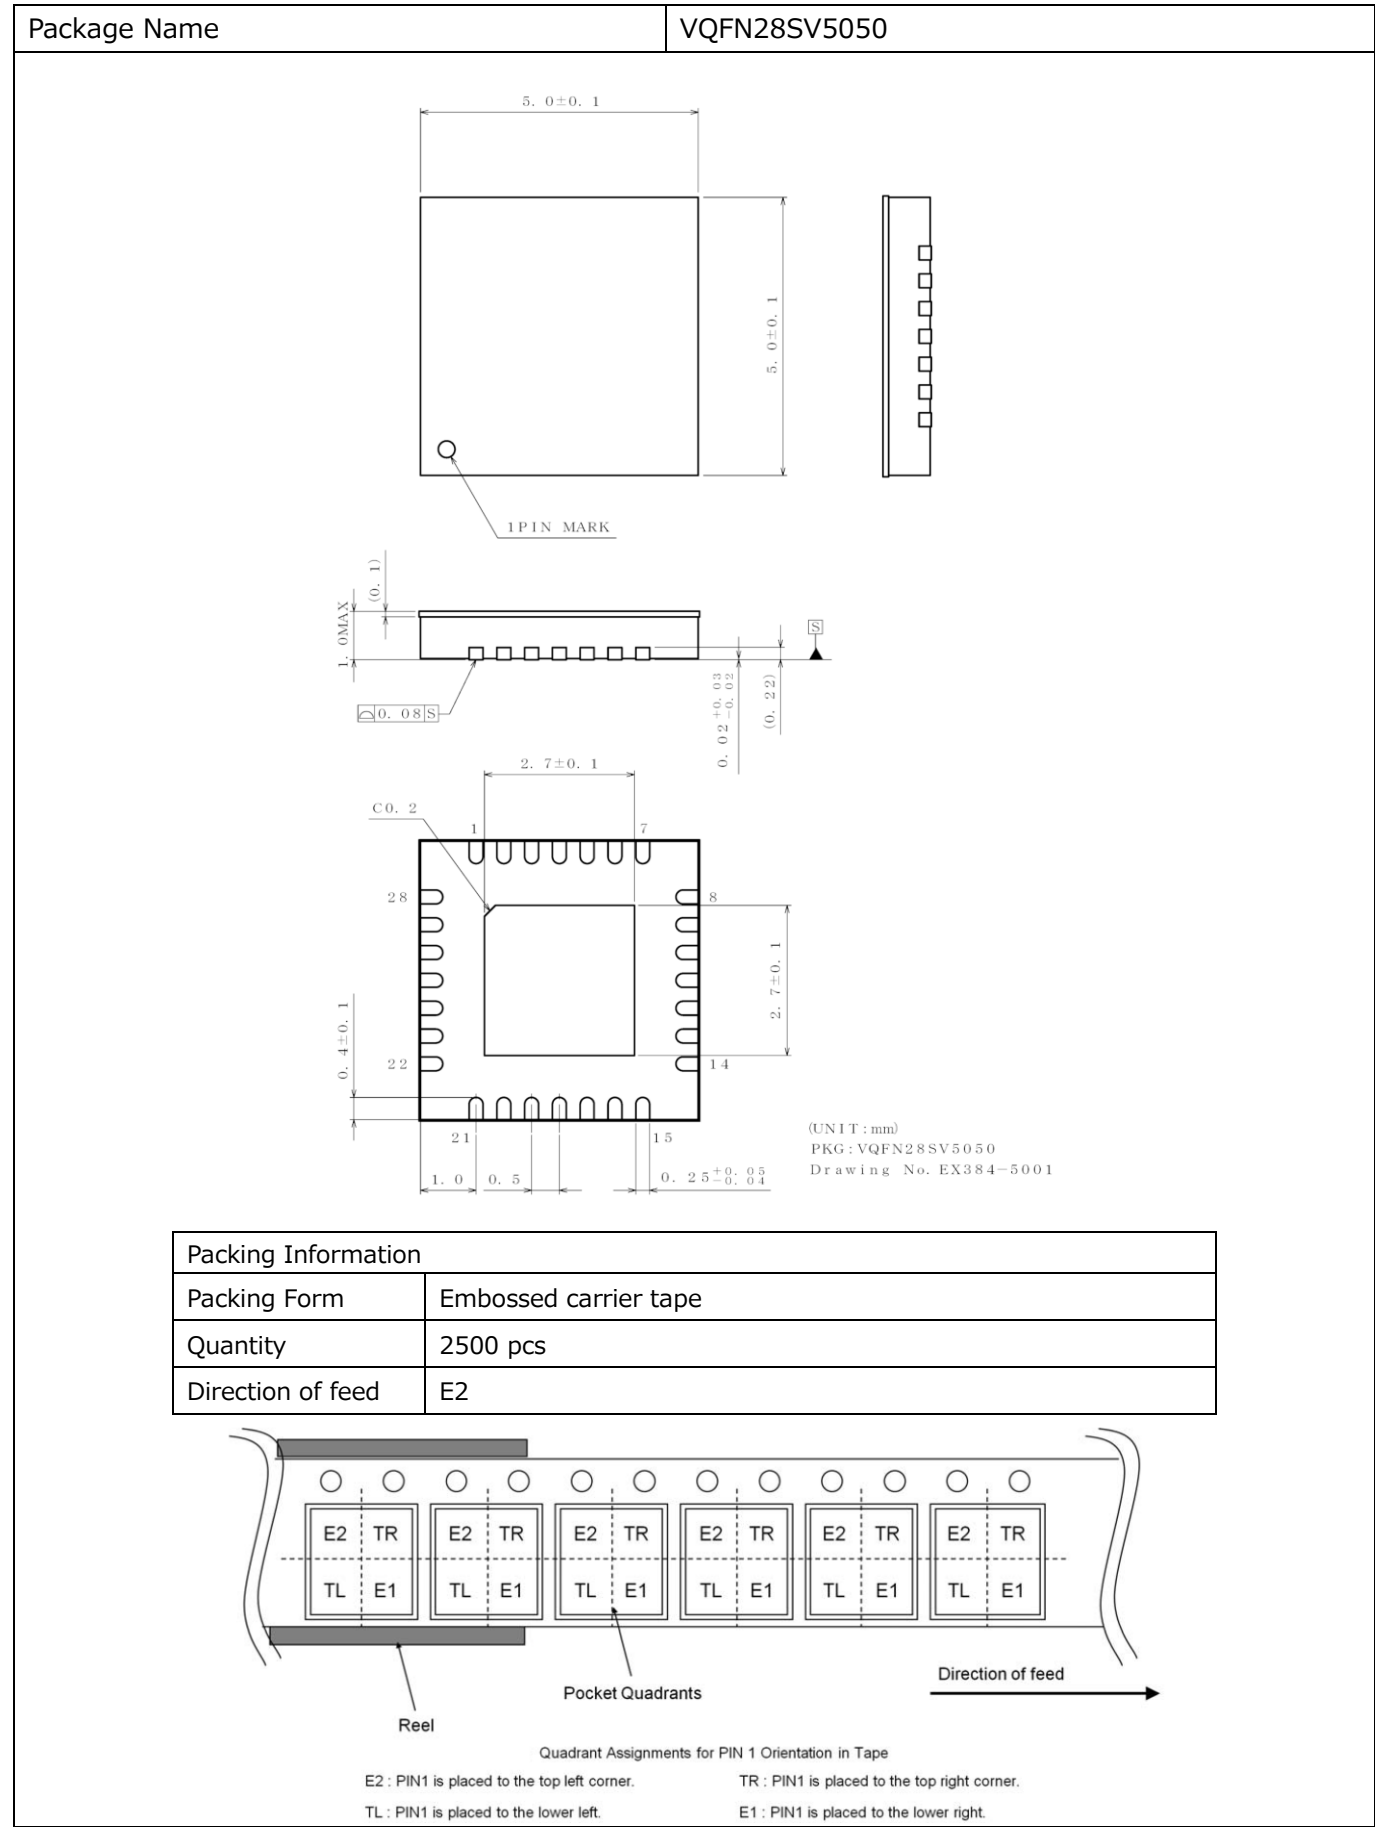 Package Name VQFN28SV5050
5.0±0.1
5.0±0.1
1PIN MARK
(0.1)
1.0MAX
S
0.08 S
0.02 +0.03 -0.02
(0.22)
2.7±0.1
C0.2
1 7
28 8
2.7±0.1
0.4±0.1
22 14
21 15
1.0 0.5 0.25 +0.05 -0.04
(UNIT:mm)
PKG:VQFN28SV5050
Drawing No. EX384-5001
Packing Information
Packing Form Embossed carrier tape
Quantity 2500 pcs
Direction of feed E2
E2 TR E2 TR E2 TR E2 TR E2 TR E2 TR
TL E1 TL E1 TL E1 TL E1 TL E1 TL E1
Direction of feed
Pocket Quadrants
Reel
Quadrant Assignments for PIN 1 Orientation in Tape
E2 : PIN1 is placed to the top left corner. TR : PIN1 is placed to the top right corner.
TL : PIN1 is placed to the lower left. E1 : PIN1 is placed to the lower right.